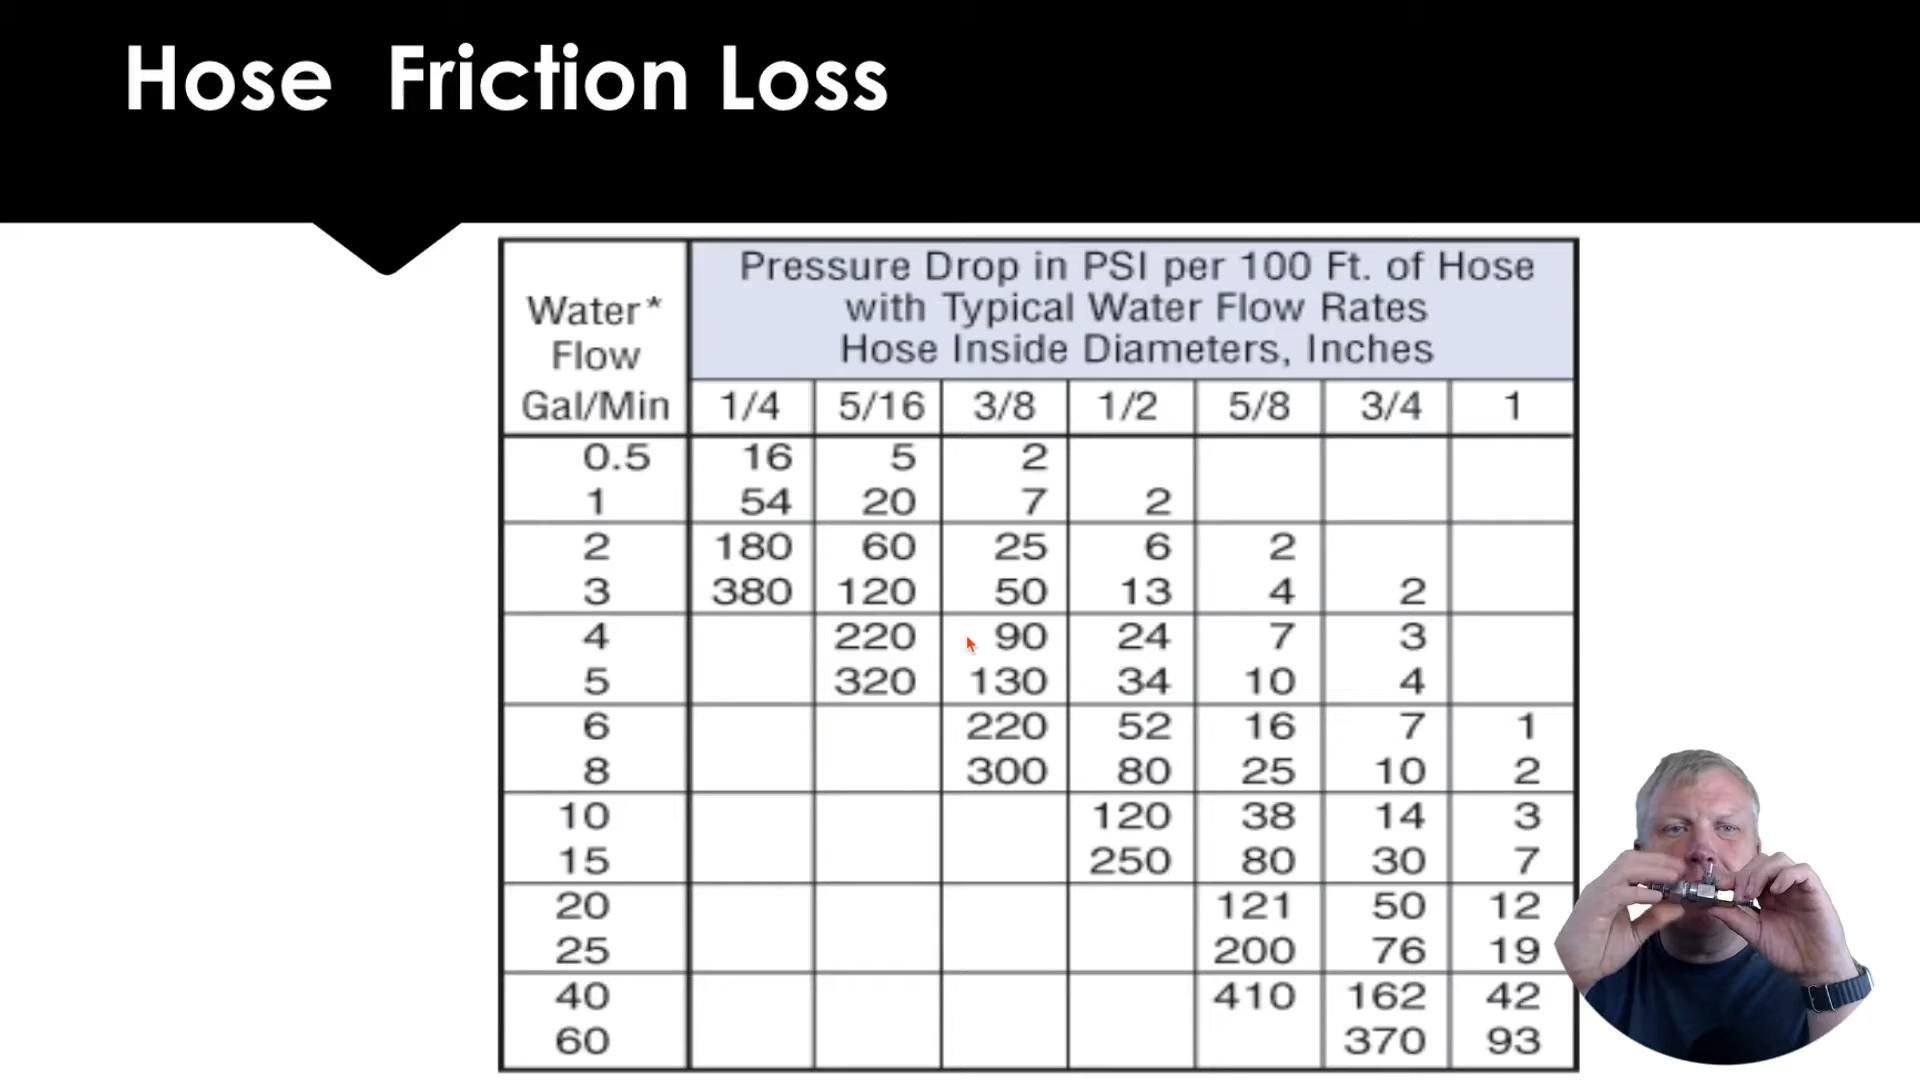 Hose Friction Loss
Water*
Flow
Gal/Min
Pressure Drop in PSI per 100 Ft. of Hose
with Typical Water Flow Rates
Hose Inside Diameters, Inches
1/4 5/16 3/8 1/2 5/8 3/4 1
0.5 16 5 2
1 54 20 7 2
2 180 60 25 6 2
3 380 120 50 13 4 2
4 220 90 24 7 3
5 320 130 34 10 4
6 220 52 16 7 1
8 300 80 25 10 2
10 120 38 14 3
15 250 80 30 7
20 121 50 12
25 200 76 19
40 410 162 42
60 370 93